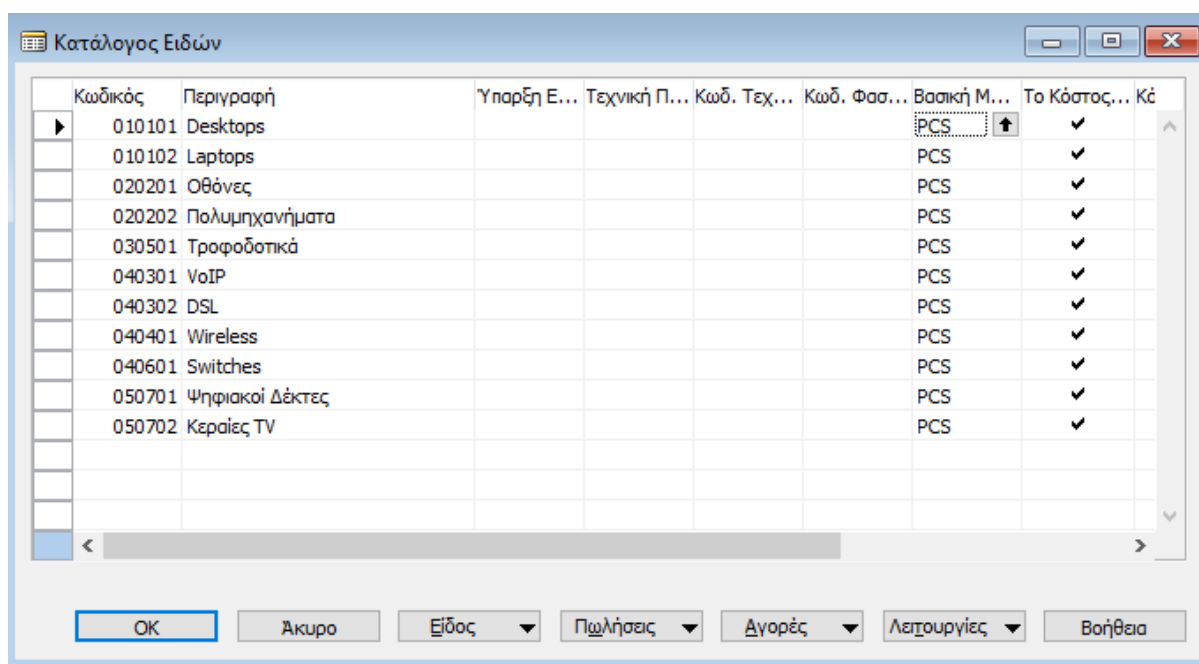 Κατάλογος Ειδών
Κωδικός Περιγραφή Ύπαρξη Ε... Τεχνική Π... Κωδ. Τεχ... Κωδ. Φασ... Βασική Μ... Το Κόστος... Κό
010101 Desktops PCS
010102 Laptops PCS
020201 Οθόνες PCS
020202 Πολυμηχανήματα PCS
030501 Τροφοδοτικά PCS
040301 VoIP PCS
040302 DSL PCS
040401 Wireless PCS
040601 Switches PCS
050701 Ψηφιακοί Δέκτες PCS
050702 Κεραίες TV PCS
OK Άκυρο Είδος Πωλήσεις Αγορές Λειτουργίες Βοήθεια